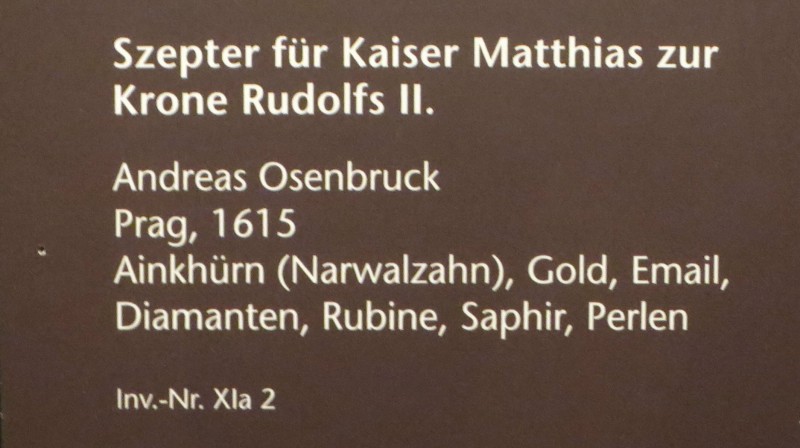 Szepter für Kaiser Matthias zur
Krone Rudolfs II.
Andreas Osenbruck
Prag, 1615
Ainkhürn (Narwalzahn), Gold, Email,
Diamanten, Rubine, Saphir, Perlen
Inv.-Nr. XIa 2